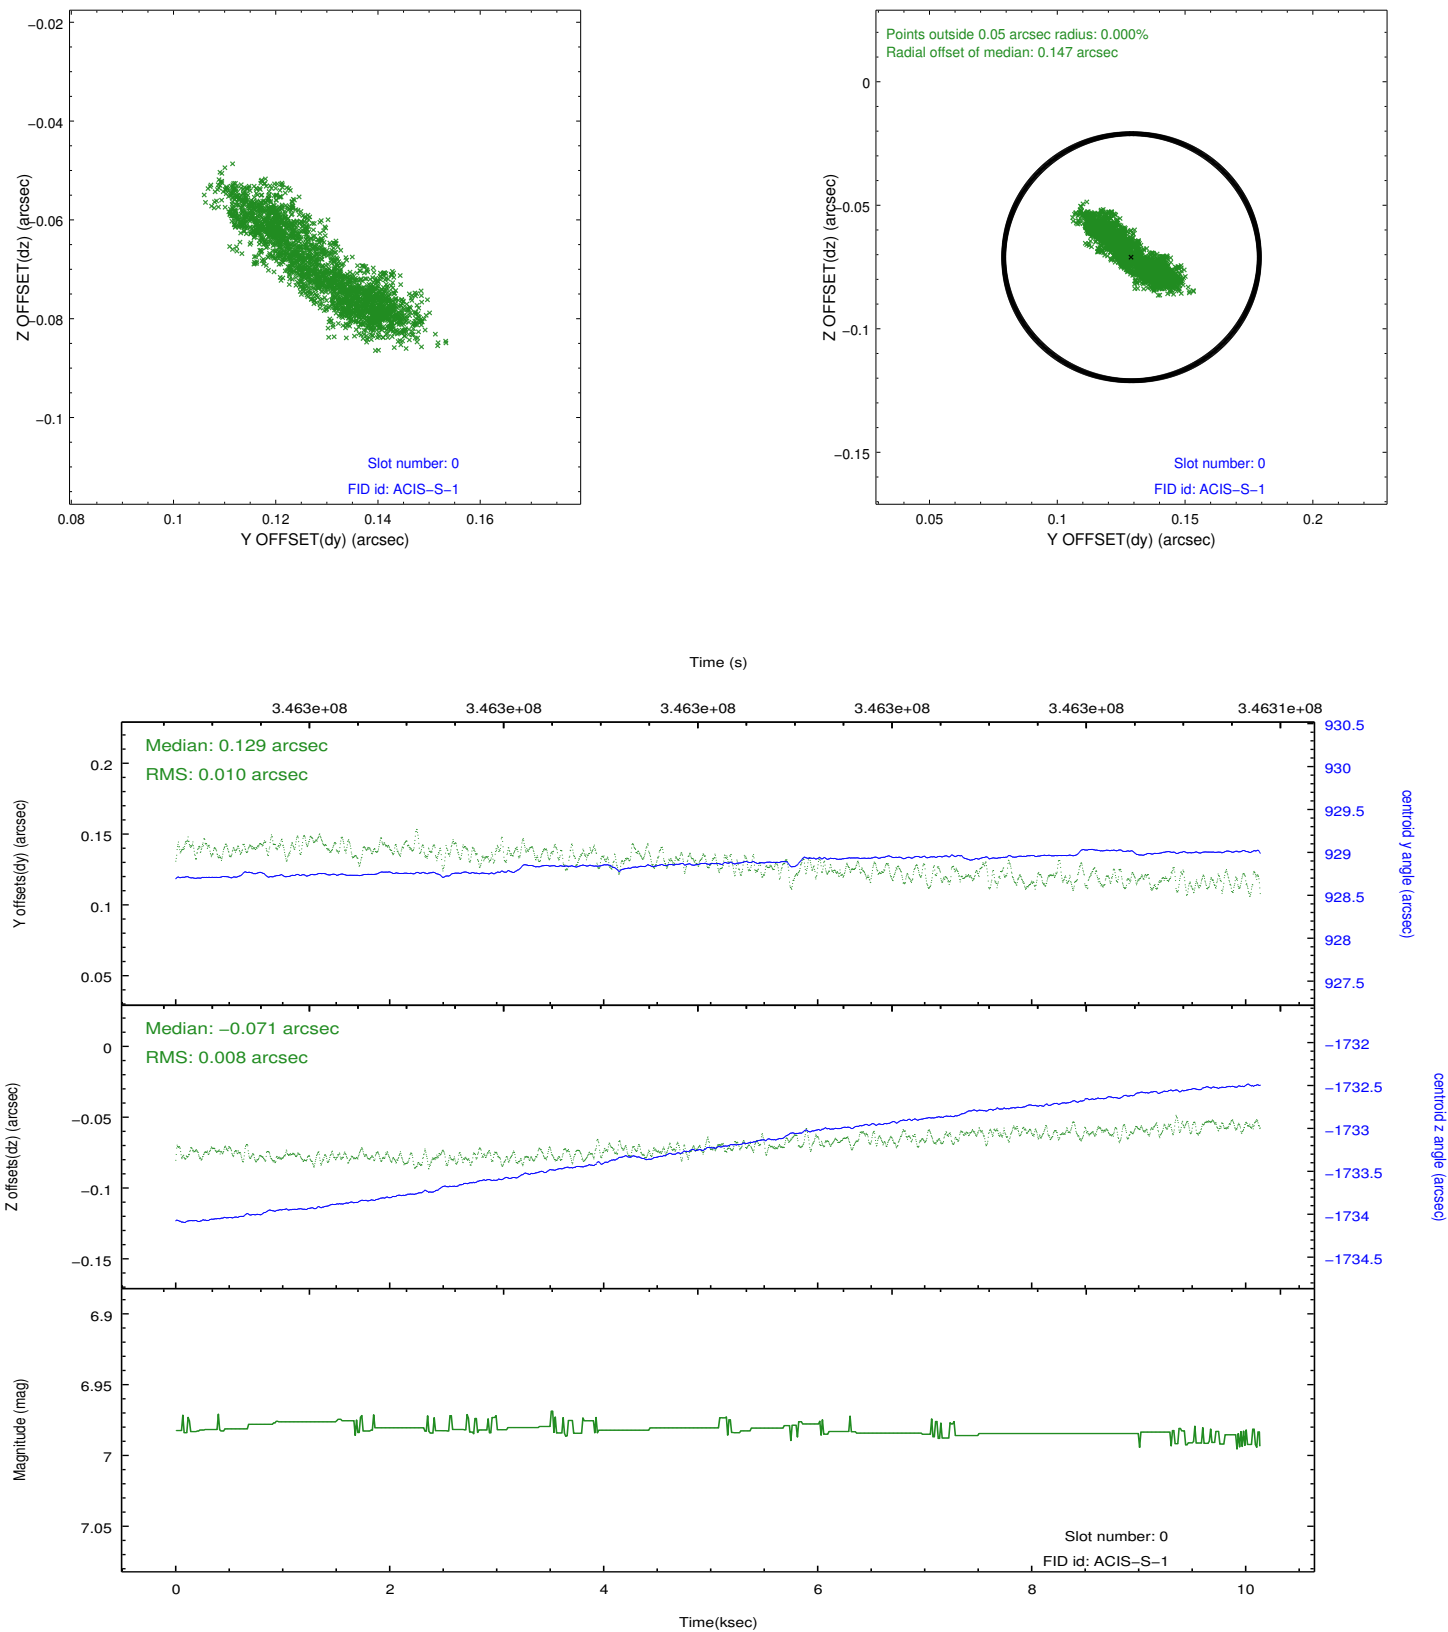 −0.02
−0.04
−0.06
−0.08
−0.1
Z OFFSET(dz) (arcsec)
Slot number: 0
FID id: ACIS−S−1
0.08
0.1
0.12
0.14
0.16
Y OFFSET(dy) (arcsec)
Points outside 0.05 arcsec radius: 0.000%
Radial offset of median: 0.147 arcsec
0
−0.05
−0.1
−0.15
Z OFFSET(dz) (arcsec)
Slot number: 0
FID id: ACIS−S−1
0.05
0.1
0.15
0.2
Y OFFSET(dy) (arcsec)
Time (s)
3.463e+08
3.463e+08
3.463e+08
3.463e+08
3.463e+08
3.4631e+08
Median: 0.129 arcsec
RMS: 0.010 arcsec
0.2
0.15
0.1
0.05
Y offsets(dy) (arcsec)
930.5
930
929.5
929
928.5
928
927.5
centroid y angle (arcsec)
Median: −0.071 arcsec
RMS: 0.008 arcsec
0
−0.05
−0.1
−0.15
Z offsets(dz) (arcsec)
−1732
−1732.5
−1733
−1733.5
−1734
−1734.5
centroid z angle (arcsec)
6.9
6.95
7
7.05
Magnitude (mag)
Slot number: 0
FID id: ACIS−S−1
0
2
4
6
8
10
Time(ksec)